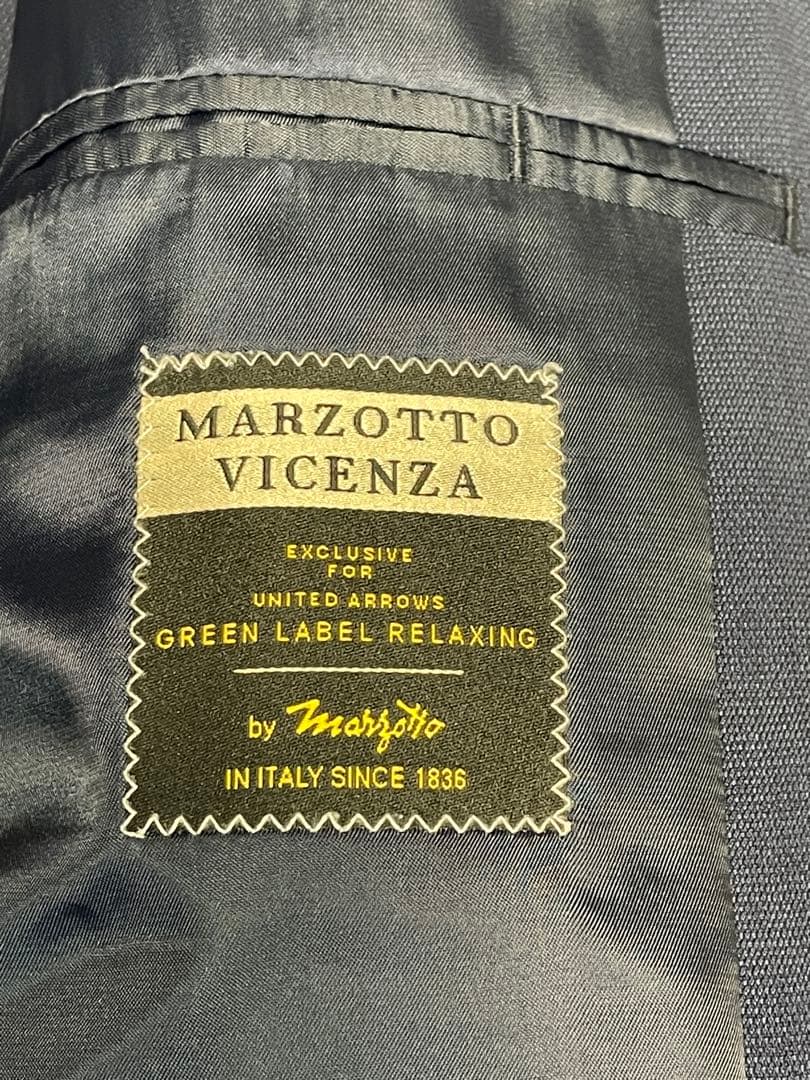 MARZOTTO
VICENZA
EXCLUSIVE
FOR
UNITED ARROWS
GREEN LABEL RELAXING
by Marzotto
IN ITALY SINCE 1836